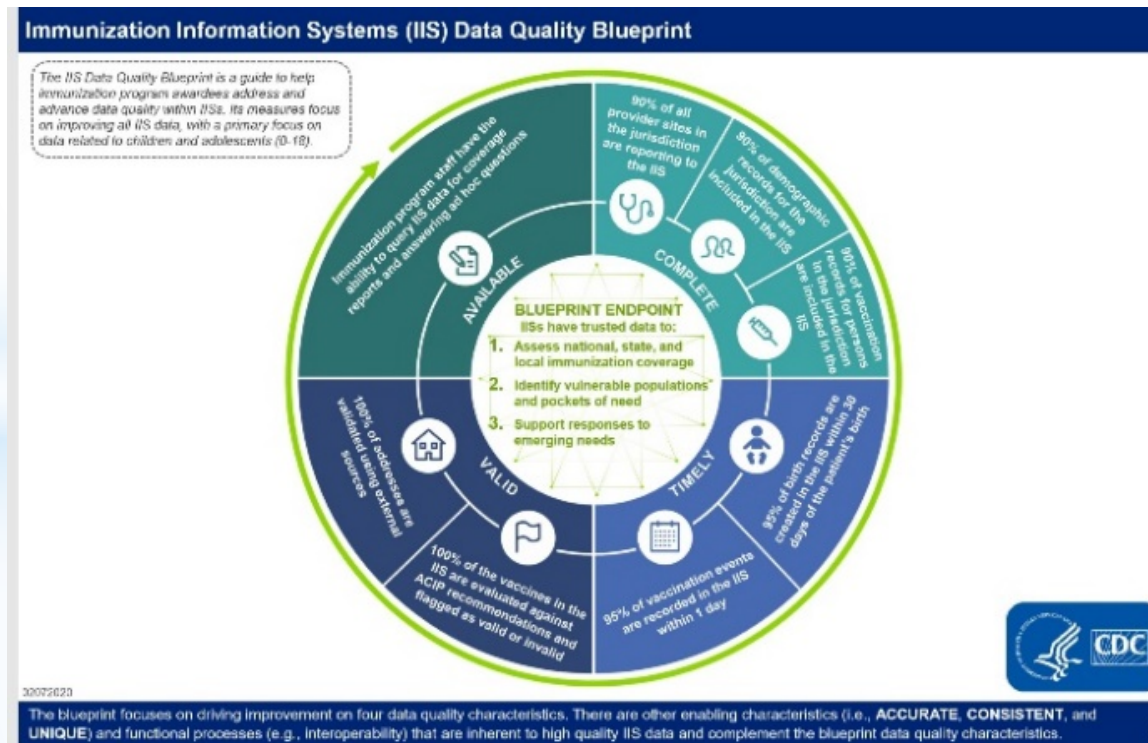 Immunization Information Systems (IIS) Data Quality Blueprint
The IIS Data Quality Blueprint is a guide to help
immunization program awardees address and
advance data quality within IISs. Its measures focus
on improving all IIS data, with a primary focus on
data related to children and adolescents (0-18).
Immunization program staff have the
ability to query IIS data for coverage
reports and answering ad hoc questions
AVAILABLE
90% of all
provider sites in
the jurisdiction
are reporting to
the IIS
90% of demographic
records for the
jurisdiction are
included in the IIS
90% of vaccination
records for persons
in the jurisdiction
are included in the
IIS
COMPLETE
BLUEPRINT ENDPOINT
IISs have trusted data to:
1. Assess national, state, and
local immunization coverage
2. Identify vulnerable populations
and pockets of need
3. Support responses to
emerging needs
95% of birth records are
created in the IIS within 30
days of the patient's birth
95% of vaccination events
are recorded in the IIS
within 1 day
TIMELY
100% of the vaccines in the
IIS are evaluated against
ACIP recommendations and
flagged as valid or invalid
100% of addresses are
validated using external
sources
VALID
CDC
02072020
The blueprint focuses on driving improvement on four data quality characteristics. There are other enabling characteristics (i.e., ACCURATE, CONSISTENT, and
UNIQUE) and functional processes (e.g., interoperability) that are inherent to high quality IIS data and complement the blueprint data quality characteristics.